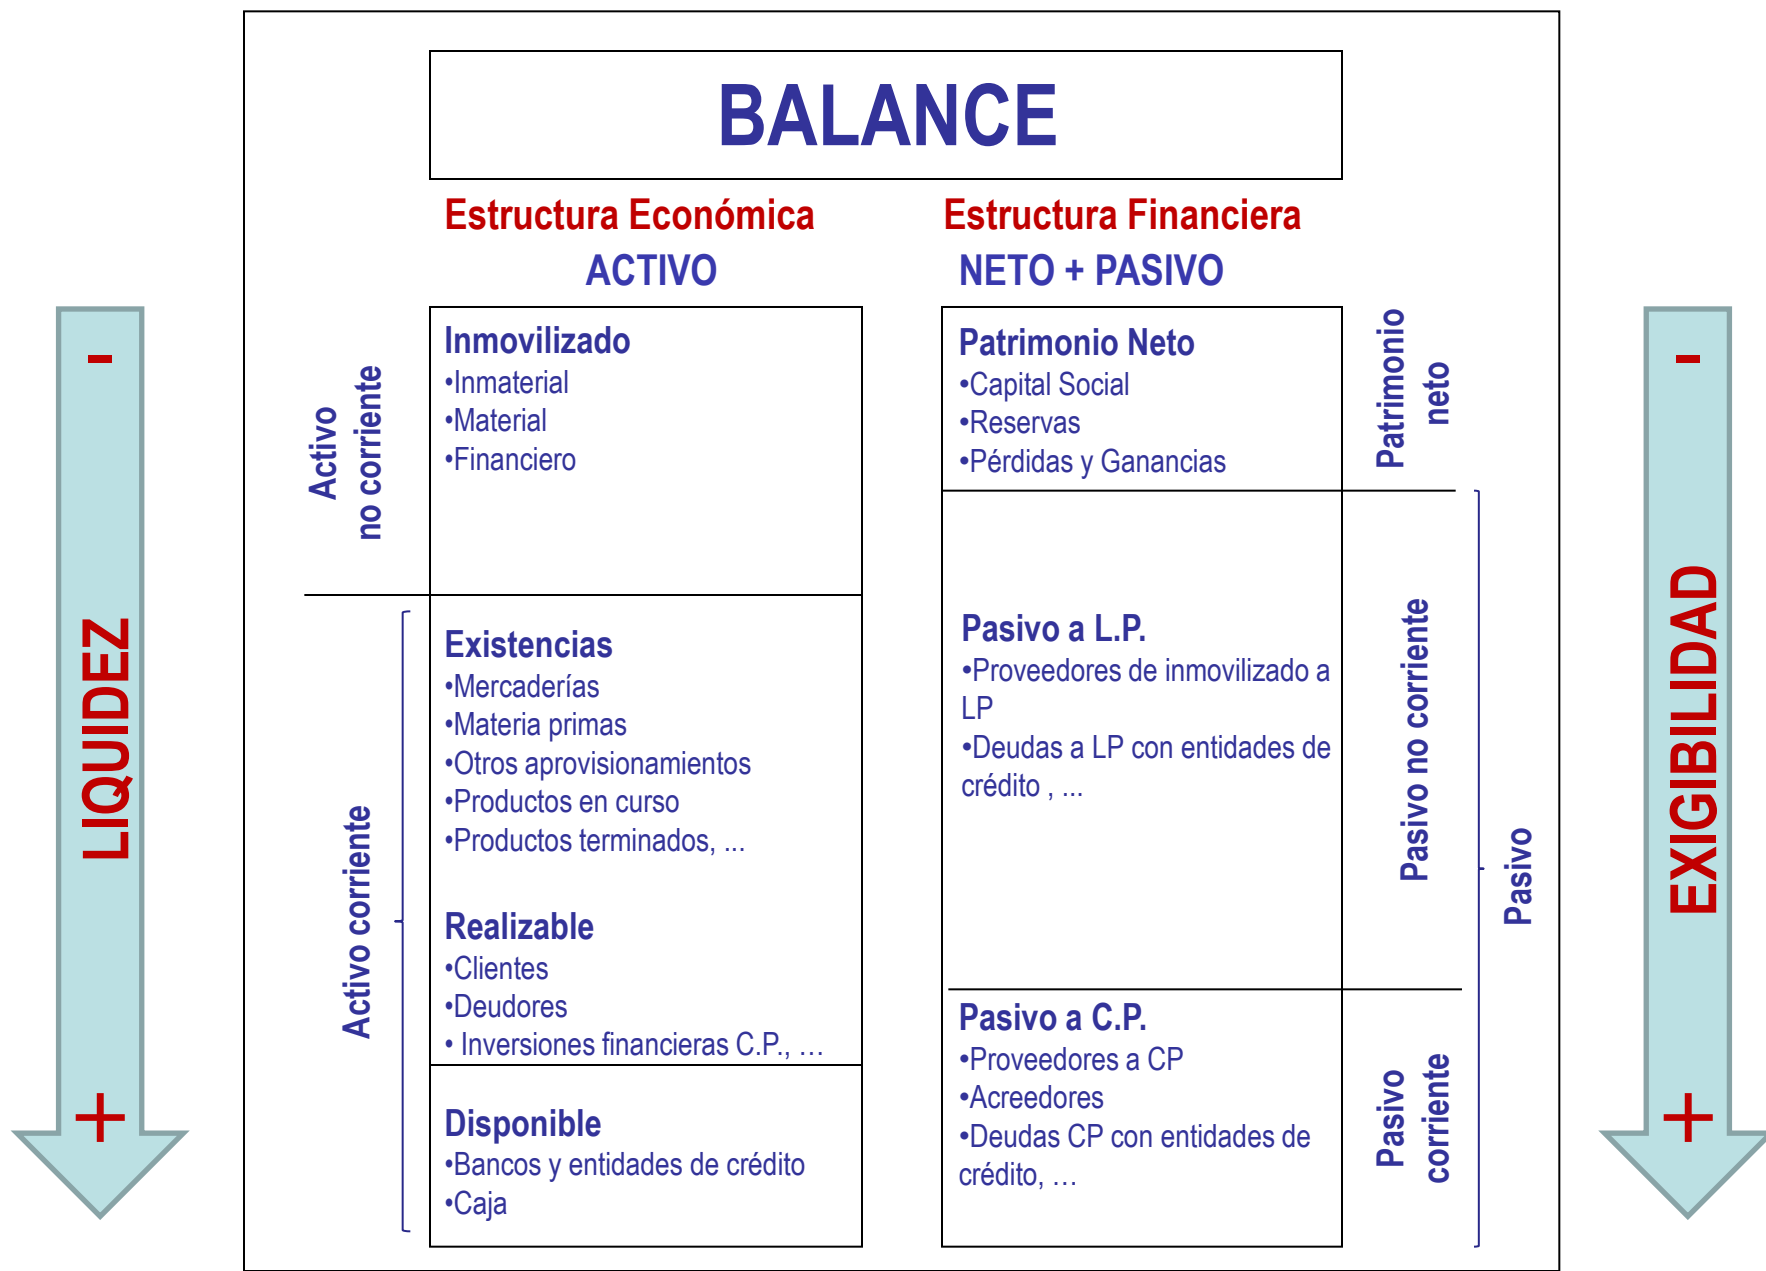 BALANCE
Estructura Económica
ACTIVO
Estructura Financiera
NETO + PASIVO
-
LIQUIDEZ
+
Activo
no corriente
Inmovilizado
•Inmaterial
•Material
•Financiero
Activo corriente
Existencias
•Mercaderías
•Materia primas
•Otros aprovisionamientos
•Productos en curso
•Productos terminados, ...
Realizable
•Clientes
•Deudores
• Inversiones financieras C.P., …
Disponible
•Bancos y entidades de crédito
•Caja
Patrimonio Neto
•Capital Social
•Reservas
•Pérdidas y Ganancias
Patrimonio
neto
Pasivo a L.P.
•Proveedores de inmovilizado a
LP
•Deudas a LP con entidades de
crédito , ...
Pasivo no corriente
Pasivo a C.P.
•Proveedores a CP
•Acreedores
•Deudas CP con entidades de
crédito, …
Pasivo
corriente
Pasivo
-
EXIGIBILIDAD
+